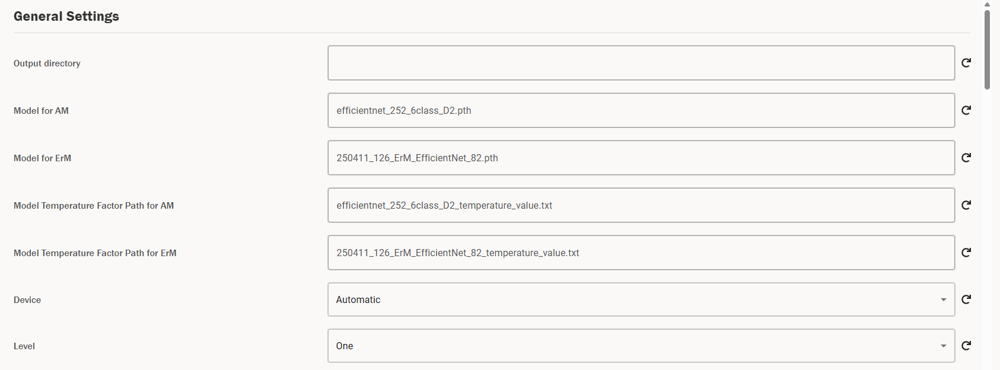 General Settings
Output directory
Model for AM
efficientnet_252_6class_D2.pth
Model for ErM
250411_126_ErM_EfficientNet_82.pth
Model Temperature Factor Path for AM
efficientnet_252_6class_D2_temperature_value.txt
Model Temperature Factor Path for ErM
250411_126_ErM_EfficientNet_82_temperature_value.txt
Device
Automatic
Level
One